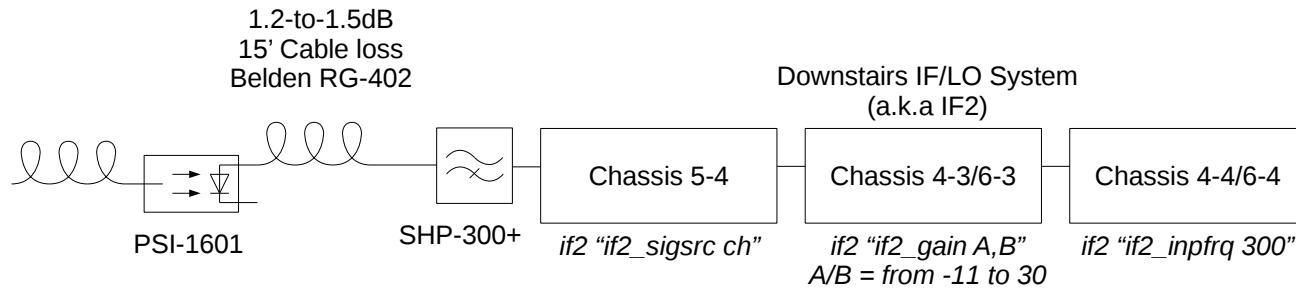 1.2-to-1.5dB
15' Cable loss
Belden RG-402
Downstairs IF/LO System
(a.k.a IF2)
Chassis 5-4
Chassis 4-3/6-3
Chassis 4-4/6-4
PSI-1601
SHP-300+
if2 “if2_sigsrc ch”
if2 “if2_gain A,B”
A/B = from -11 to 30
if2 “if2_inpfrq 300”